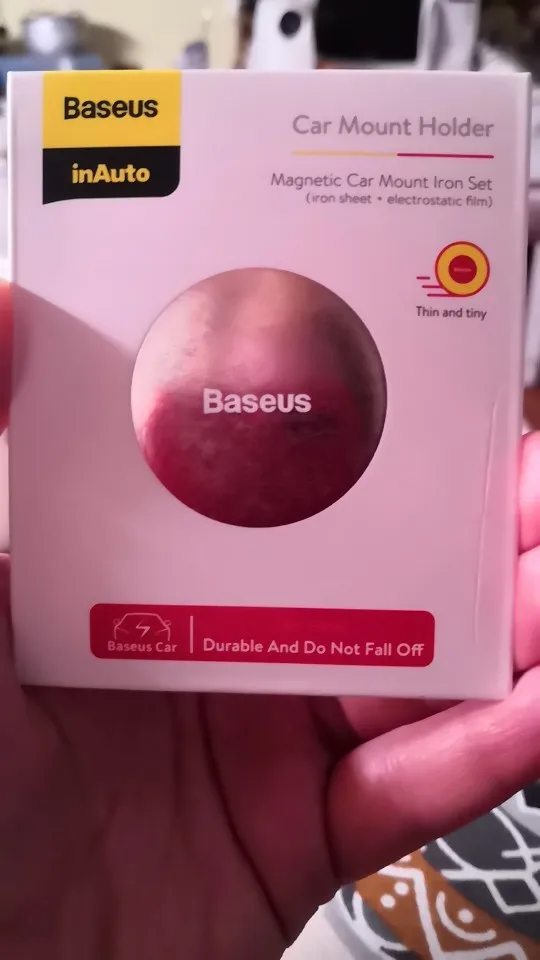 Baseus
inAuto
Car Mount Holder
Magnetic Car Mount Iron Set
(iron sheet + electrostatic film)
Thin and tiny
Baseus
Baseus Car
Durable And Do Not Fall Off